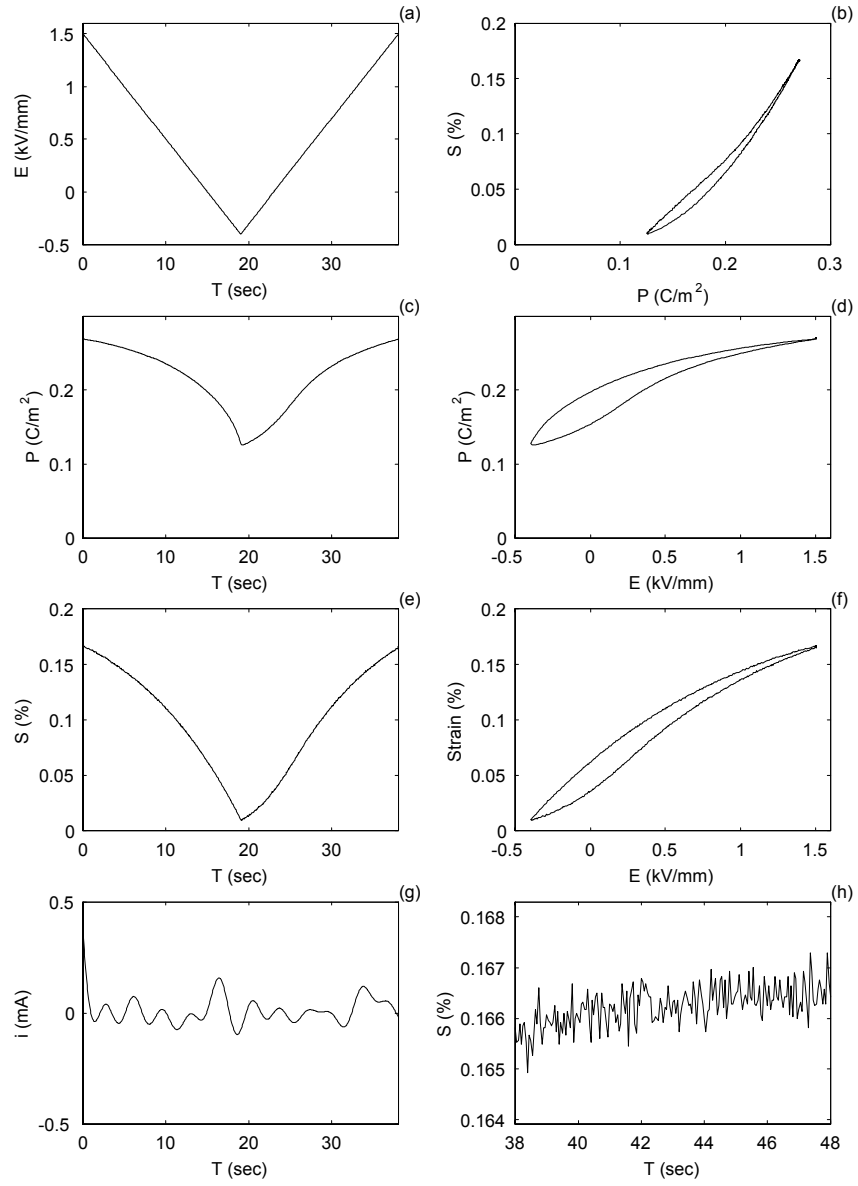 (a)
1.5
1
0.5
0
-0.5
E (kV/mm)
0
10
20
30
T (sec)
(b)
0.2
0.15
0.1
0.05
0
S (%)
0
0.1
0.2
0.3
P (C/m²)
(c)
0.2
0.1
0
P (C/m²)
0
10
20
30
T (sec)
(d)
0.2
0.1
0
P (C/m²)
-0.5
0
0.5
1
1.5
E (kV/mm)
(e)
0.2
0.15
0.1
0.05
0
S (%)
0
10
20
30
T (sec)
(f)
0.2
0.15
0.1
0.05
0
Strain (%)
-0.5
0
0.5
1
1.5
E (kV/mm)
(g)
0.5
0
-0.5
i (mA)
0
10
20
30
T (sec)
(h)
0.168
0.167
0.166
0.165
0.164
S (%)
38
40
42
44
46
48
T (sec)